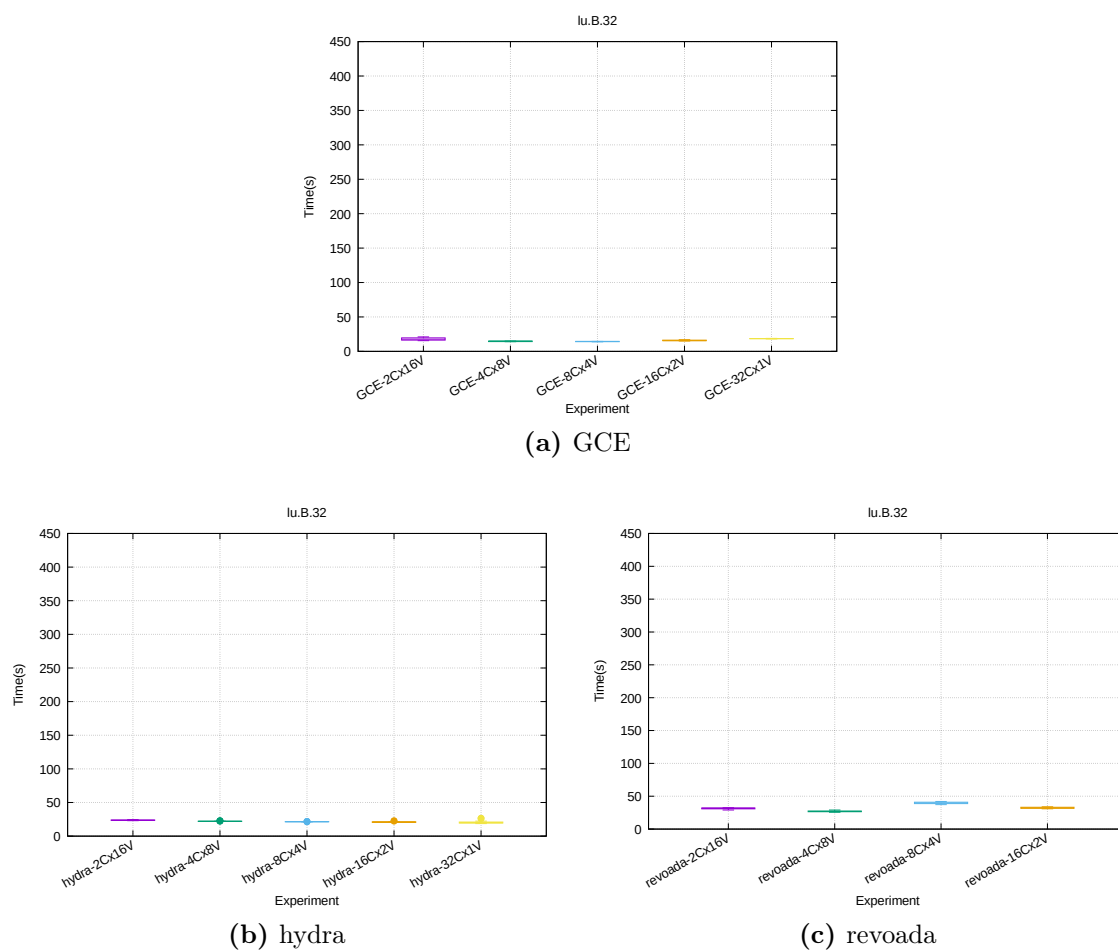 lu.B.32
450
400
350
300
250
200
150
100
50
0
Time(s)
GCE-2Cx16V
GCE-4Cx8V
GCE-8Cx4V
GCE-16Cx2V
GCE-32Cx1V
Experiment
(a) GCE
lu.B.32
450
400
350
300
250
200
150
100
50
0
Time(s)
hydra-2Cx16V
hydra-4Cx8V
hydra-8Cx4V
hydra-16Cx2V
hydra-32Cx1V
Experiment
(b) hydra
lu.B.32
450
400
350
300
250
200
150
100
50
0
Time(s)
revoada-2Cx16V
revoada-4Cx8V
revoada-8Cx4V
revoada-16Cx2V
Experiment
(c) revoada